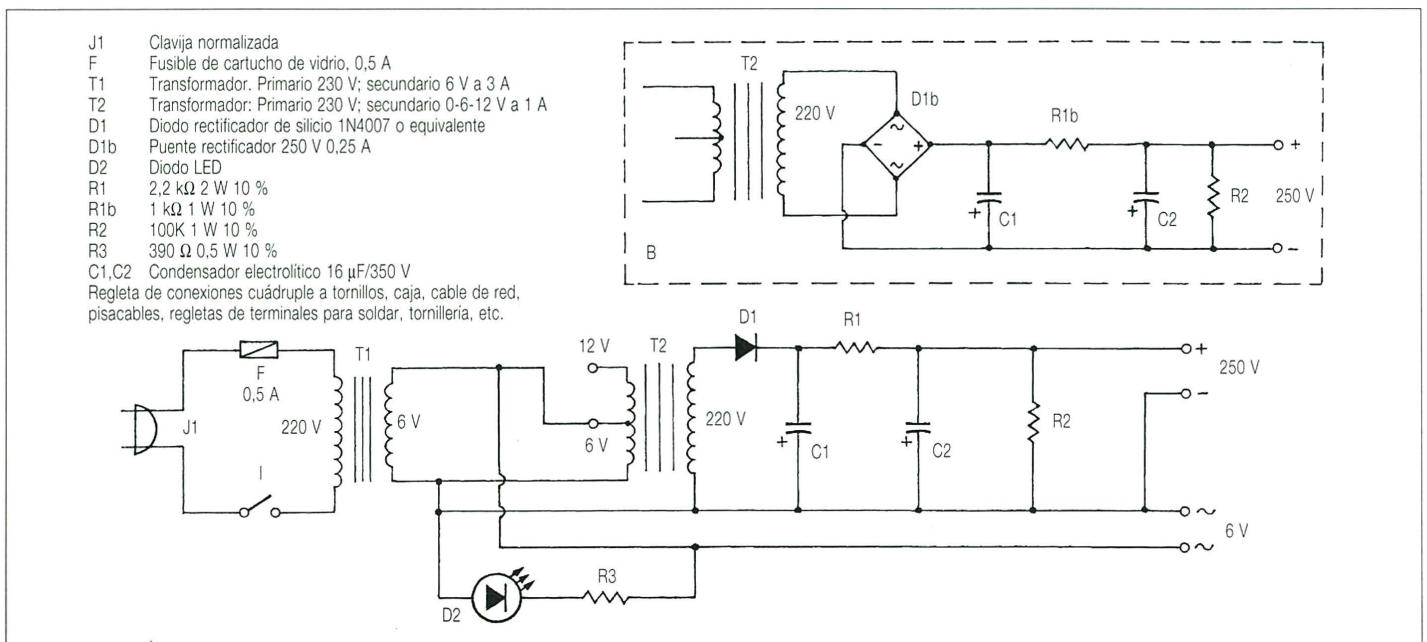 J1 Clavija normalizada
F Fusible de cartucho de vidrio, 0,5 A
T1 Transformador. Primario 230 V; secundario 6 V a 3 A
T2 Transformador: Primario 230 V; secundario 0-6-12 V a 1 A
D1 Diodo rectificador de silicio 1N4007 o equivalente
D1b Puente rectificador 250 V 0,25 A
D2 Diodo LED
R1 2,2 kΩ 2 W 10 %
R1b 1 kΩ 1 W 10 %
R2 100K 1 W 10 %
R3 390 Ω 0,5 W 10 %
C1,C2 Condensador electrolítico 16 µF/350 V
Regleta de conexiones cuádruple a tornillos, caja, cable de red,
pisacables, regletas de terminales para soldar, tornillería, etc.
T2
220 V
D1b
~
- +
~
R1b
+
+ C1
+ C2
R2
250 V
-
B
J1
F
0,5 A
I
220 V
T1
6 V
12 V
6 V
T2
220 V
D1
R1
+ C1
+ C2
R2
+
250 V
-
~
6 V
~
D2
R3